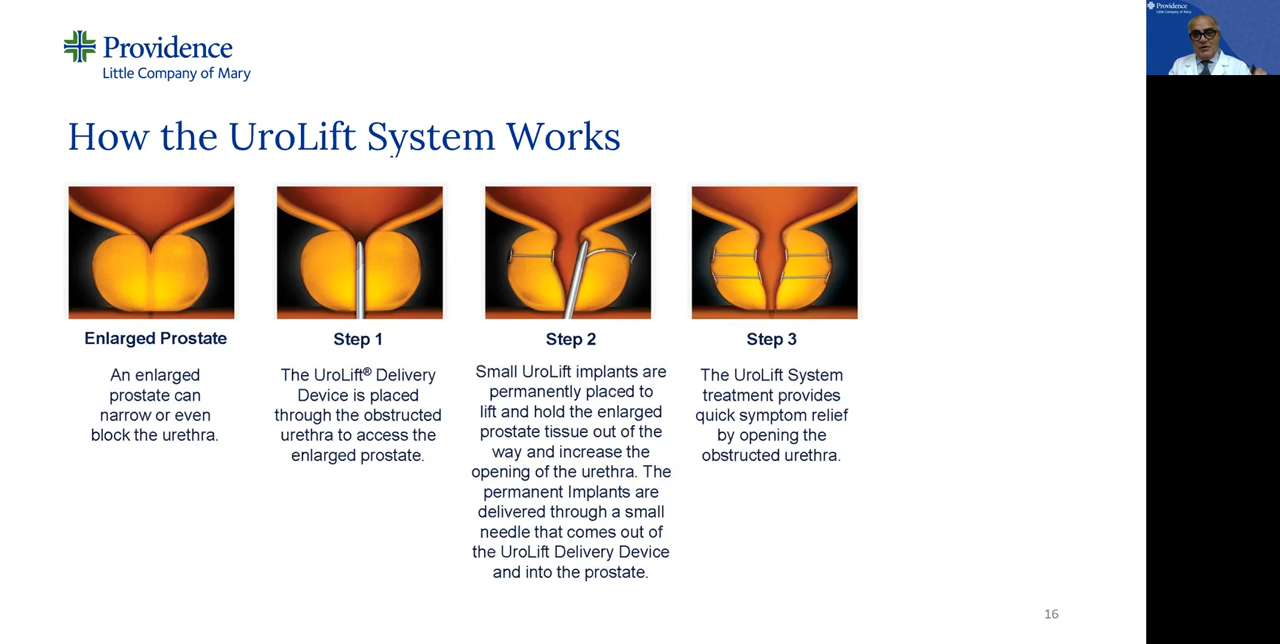 Providence
Little Company of Mary
How the UroLift System Works
Enlarged Prostate
An enlarged
prostate can
narrow or even
block the urethra.
Step 1
The UroLift® Delivery
Device is placed
through the obstructed
urethra to access the
enlarged prostate.
Step 2
Small UroLift implants are
permanently placed to
lift and hold the enlarged
prostate tissue out of the
way and increase the
opening of the urethra. The
permanent Implants are
delivered through a small
needle that comes out of
the UroLift Delivery Device
and into the prostate.
Step 3
The UroLift System
treatment provides
quick symptom relief
by opening the
obstructed urethra.
16
Providence
Little Company of Mary